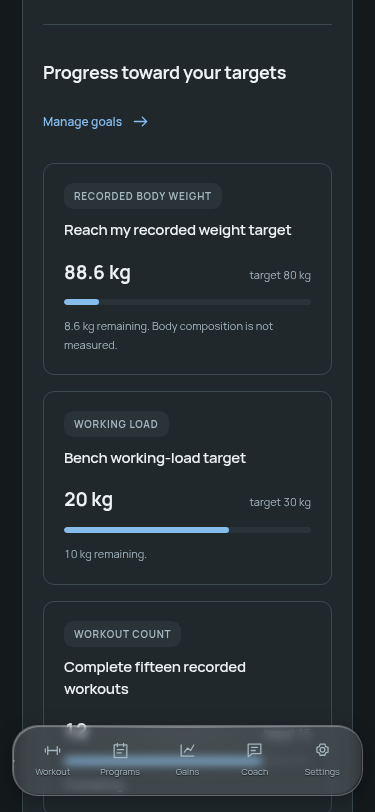 Progress toward your targets
Manage goals
RECORDED BODY WEIGHT
Reach my recorded weight target
88.6 kg
target 80 kg
8.6 kg remaining. Body composition is not
measured.
WORKING LOAD
Bench working-load target
20 kg
target 30 kg
10 kg remaining.
WORKOUT COUNT
Complete fifteen recorded
workouts
12
Workout
Programs
Gains
Coach
Settings